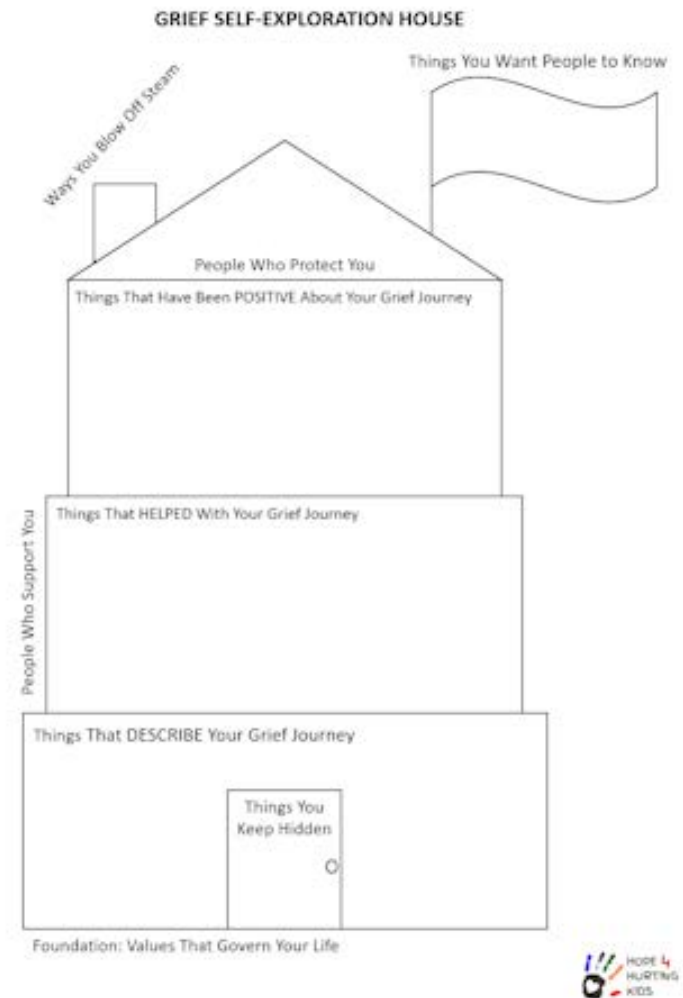 GRIEF SELF-EXPLORATION HOUSE
Things You Want People to Know
Ways You Blow Off Steam
People Who Protect You
Things That Have Been POSITIVE About Your Grief Journey
Things That HELPED With Your Grief Journey
People Who Support You
Things That DESCRIBE Your Grief Journey
Things You
Keep Hidden
Foundation: Values That Govern Your Life
HOPE 4
HURTING
KIDS